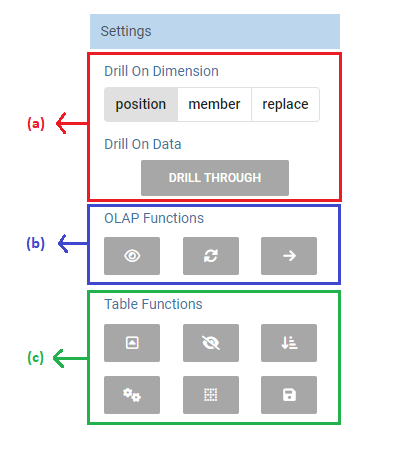 Settings
Drill On Dimension
(a)
position member replace
Drill On Data
DRILL THROUGH
OLAP Functions
(b)
Table Functions
(c)